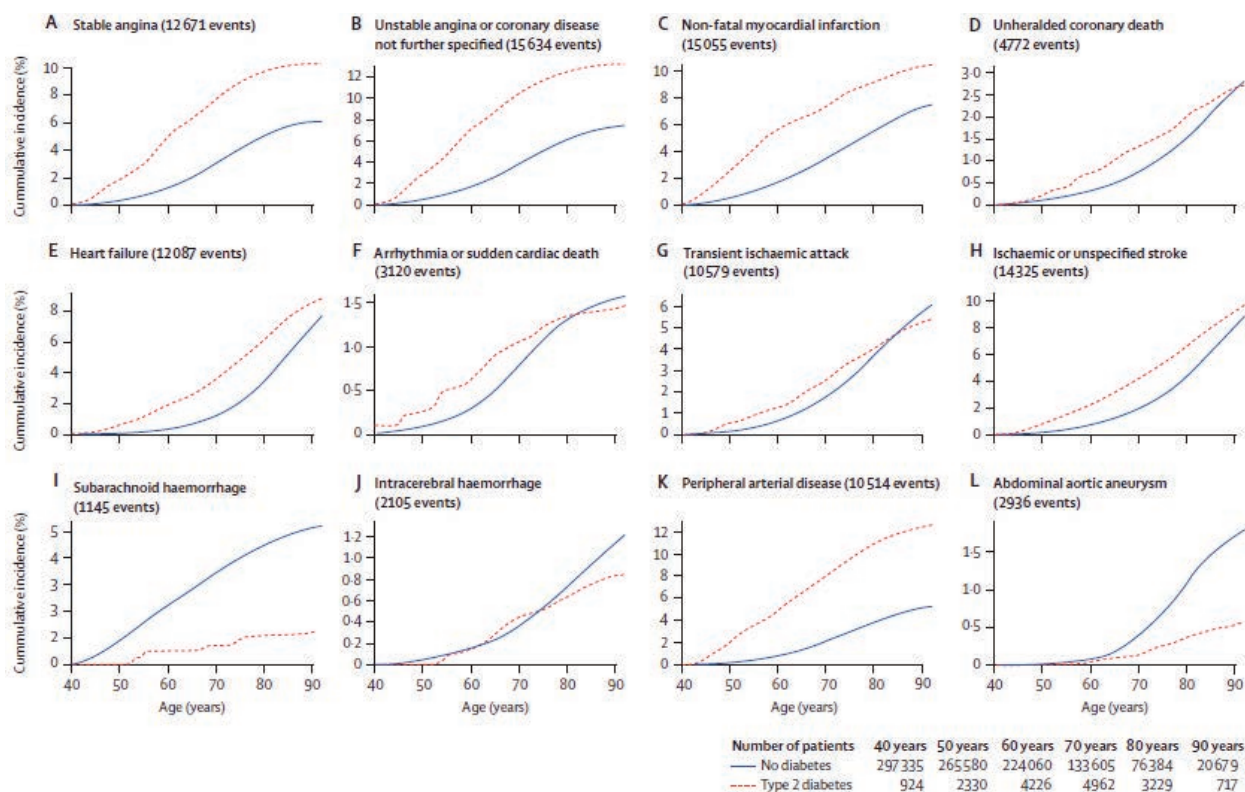 A Stable angina (12 671 events)
Cummulative incidence (%)
10
8
6
4
2
0
B Unstable angina or coronary disease
not further specified (15 634 events)
12
10
8
6
4
2
0
C Non-fatal myocardial infarction
(15 055 events)
10
8
6
4
2
0
D Unheralded coronary death
(4772 events)
3·0
2·5
2·0
1·5
1·0
0·5
0
E Heart failure (12 087 events)
Cummulative incidence (%)
8
6
4
2
0
F Arrhythmia or sudden cardiac death
(3120 events)
1·5
1·0
0·5
0
G Transient ischaemic attack
(10 579 events)
6
5
4
3
2
1
0
H Ischaemic or unspecified stroke
(14 325 events)
10
8
6
4
2
0
I Subarachnoid haemorrhage
(1145 events)
Cummulative incidence (%)
5
4
3
3
2
0
40 50 60 70 80 90
Age (years)
J Intracerebral haemorrhage
(2105 events)
1·2
1·0
0·8
0·6
0·4
0·2
0
40 50 60 70 80 90
Age (years)
K Peripheral arterial disease (10 514 events)
12
10
8
6
4
2
0
40 50 60 70 80 90
Age (years)
L Abdominal aortic aneurysm
(2936 events)
1·5
0·5
0
40 50 60 70 80 90
Age (years)
Number of patients 40 years 50 years 60 years 70 years 80 years 90 years
No diabetes 297 335 265 580 224 060 133 605 76 384 20 679
Type 2 diabetes 924 2330 4226 4962 3229 717